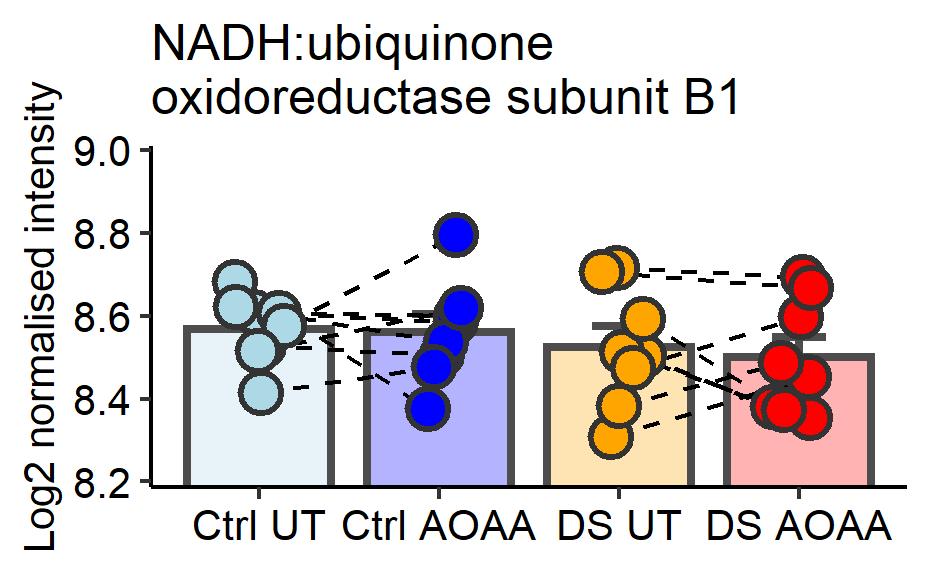 NADH:ubiquinone
oxidoreductase subunit B1
Log2 normalised intensity
9.0
8.8
8.6
8.4
8.2
Ctrl UT Ctrl AOAA DS UT DS AOAA